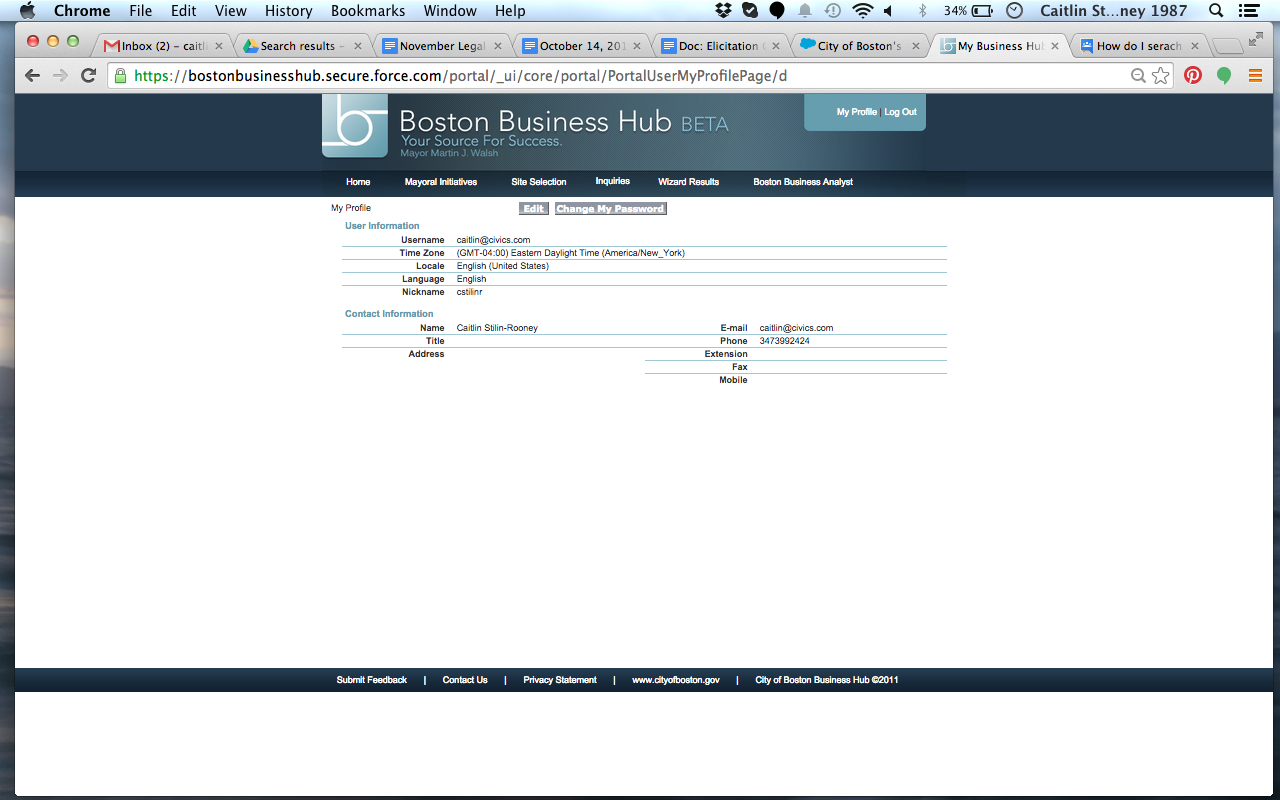 Chrome File Edit View History Bookmarks Window Help 34% Caitlin St...ney 1987
Inbox (2) – caitl Search results – November Legal October 14, 201 Doc: Elicitation City of Boston's My Business Hu How do I serach
https://bostonbusinesshub.secure.force.com/portal/_ui/core/portal/PortalUserMyProfilePage/d
My Profile | Log Out
Boston Business Hub BETA
Your Source For Success.
Mayor Martin J. Walsh
Home Mayoral Initiatives Site Selection Inquiries Wizard Results Boston Business Analyst
My Profile Edit Change My Password
User Information
Username caitlin@civics.com
Time Zone (GMT-04:00) Eastern Daylight Time (America/New_York)
Locale English (United States)
Language English
Nickname cstilinr
Contact Information
Name Caitlin Stilin-Rooney E-mail caitlin@civics.com
Title Phone 3473992424
Address Extension
Fax
Mobile
Submit Feedback | Contact Us | Privacy Statement | www.cityofboston.gov | City of Boston Business Hub ©2011